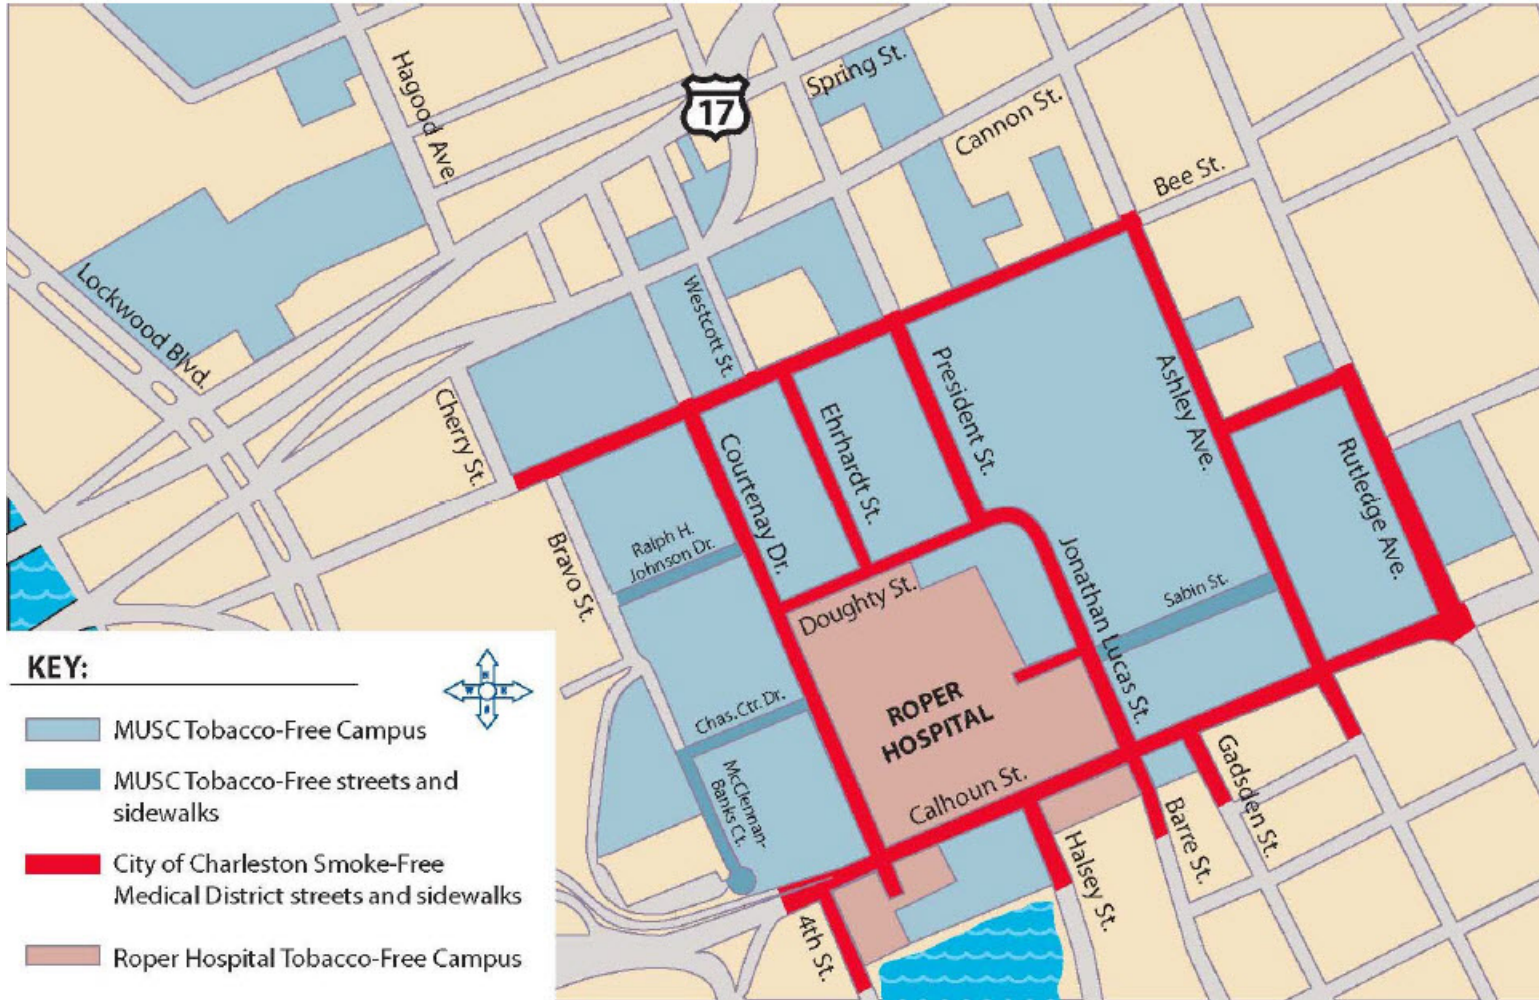 Spring St.
Hagood Ave.
17
Cannon St.
Bee St.
Lockwood Blvd.
Westcott St.
Cherry St.
President St.
Ashley Ave.
Ehrhardt St.
Courtenay Dr.
Rutledge Ave.
Ralph H.
Johnson Dr.
Bravo St.
Jonathan Lucas St.
Sabin St.
Doughty St.
ROPER
HOSPITAL
Chas. Ctr. Dr.
McClennan-
Banks Ct.
Calhoun St.
Gadsden St.
Barre St.
Halsey St.
4th St.
KEY:
N
W E
S
MUSC Tobacco-Free Campus
MUSC Tobacco-Free streets and
sidewalks
City of Charleston Smoke-Free
Medical District streets and sidewalks
Roper Hospital Tobacco-Free Campus